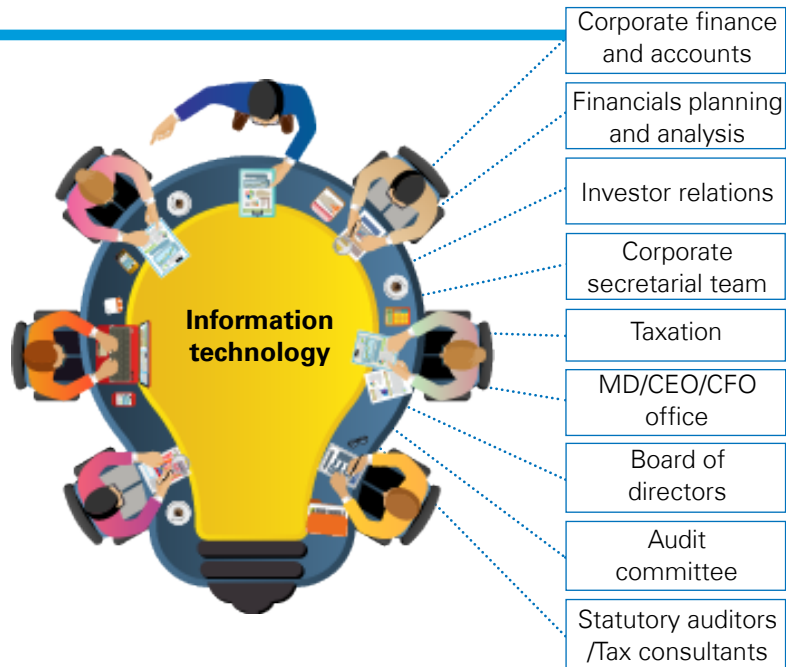 Corporate finance
and accounts
Financials planning
and analysis
Investor relations
Corporate
secretarial team
Information
technology
Taxation
MD/CEO/CFO
office
Board of
directors
Audit
committee
Statutory auditors
/Tax consultants